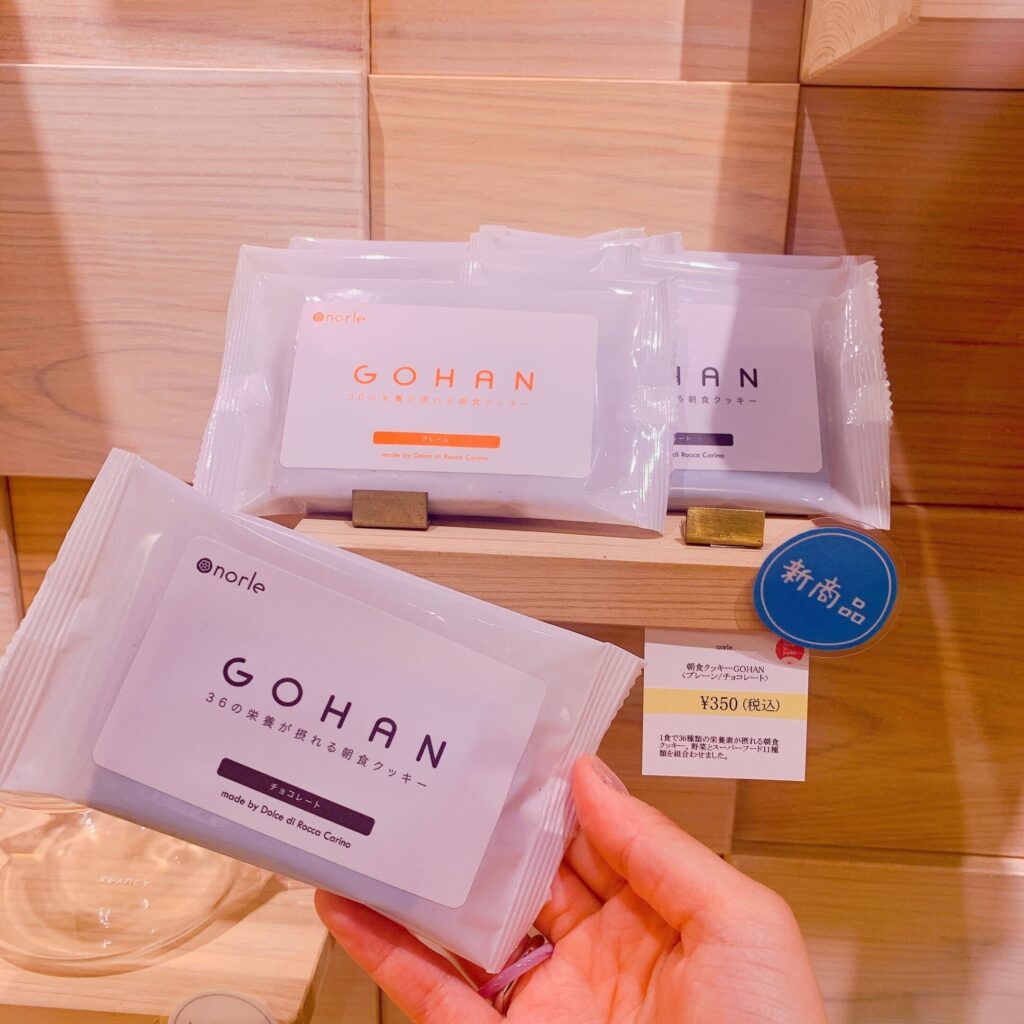 norle
GOHAN
36の栄養が摂れる朝食クッキー
プレーン
made by Dolce di Rocca Carino
HAN
る朝食クッキー
ート
di Rocca Carino
norle
GOHAN
36の栄養が摂れる朝食クッキー
チョコレート
made by Dolce di Rocca Carino
新商品
norle
朝食クッキーGOHAN
〈プレーン/チョコレート〉
¥350(税込)
1食で36種類の栄養素が摂れる朝食
クッキー。野菜とスーパーフード11種
類を組合わせました。